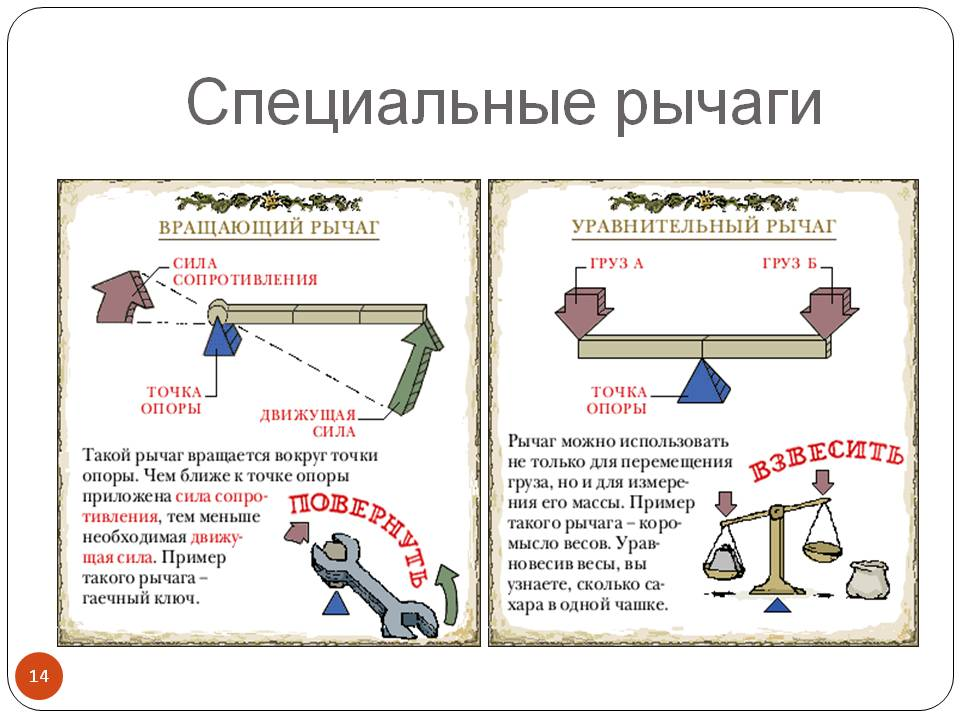 Специальные рычаги
ВРАЩАЮЩИЙ РЫЧАГ
СИЛА
СОПРОТИВЛЕНИЯ
ТОЧКА
ОПОРЫ
ДВИЖУЩАЯ
СИЛА
Такой рычаг вращается вокруг точки
опоры. Чем ближе к точке опоры
приложена сила сопро-
тивления, тем меньше
необходимая движу-
щая сила. Пример
такого рычага –
гаечный ключ.
ПОВЕРНУТЬ
УРАВНИТЕЛЬНЫЙ РЫЧАГ
ГРУЗ А
ГРУЗ Б
ТОЧКА
ОПОРЫ
Рычаг можно использовать
не только для перемещения
груза, но и для измере-
ния его массы. Пример
такого рычага – коро-
мысло весов. Урав-
новесив весы, вы
узнаете, сколько са-
хара в одной чашке.
ВЗВЕСИТЬ
14